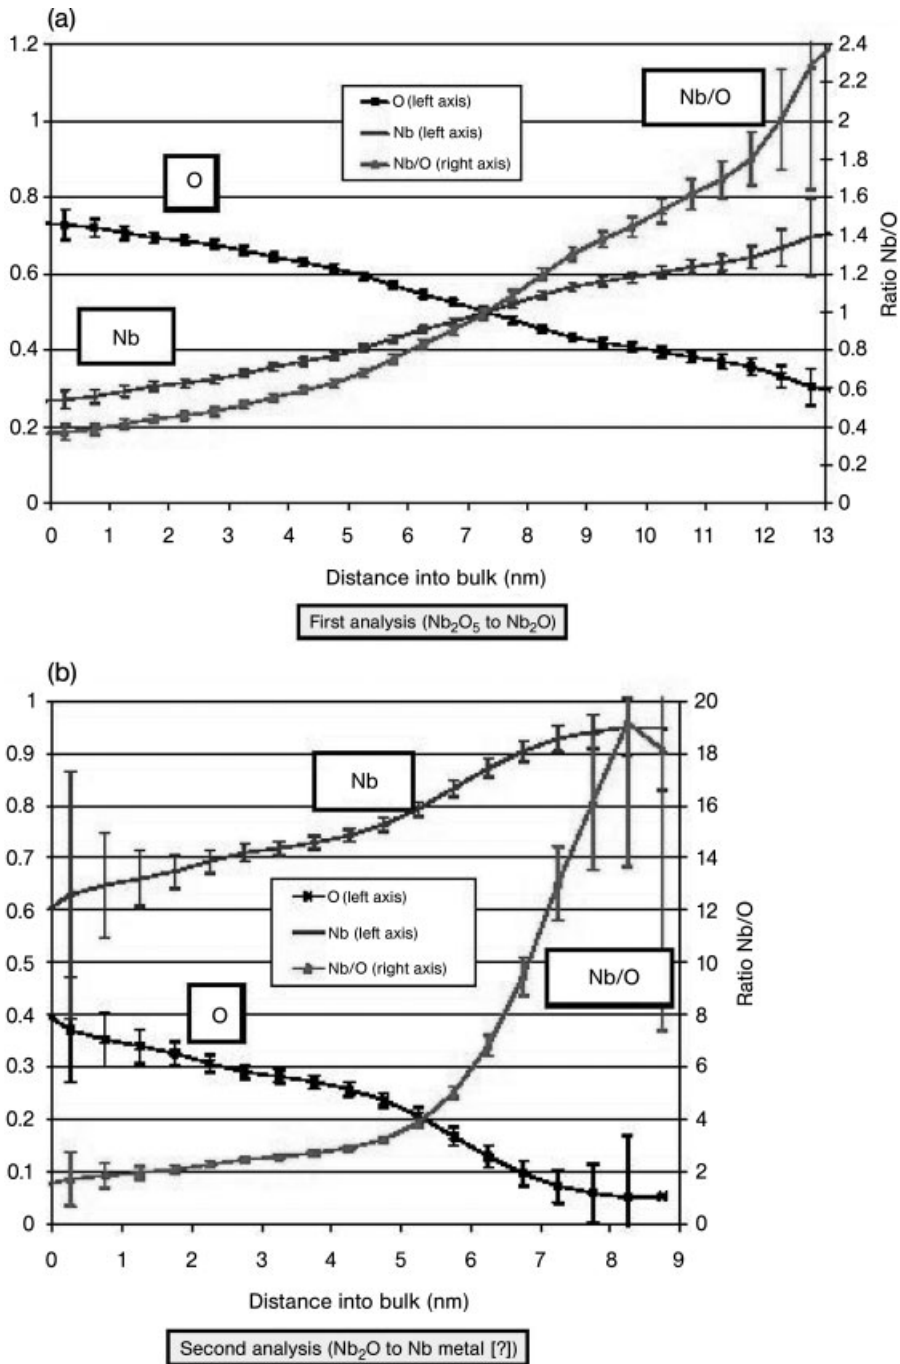 (a)
1.2
1
0.8
0.6
0.4
0.2
0
2.4
2.2
2
1.8
1.6
1.4
1.2
1
0.8
0.6
0.4
0.2
0
Ratio Nb/O
O (left axis)
Nb (left axis)
Nb/O (right axis)
Nb/O
O
Nb
0 1 2 3 4 5 6 7 8 9 10 11 12 13
Distance into bulk (nm)
First analysis (Nb₂O₅ to Nb₂O)
(b)
1
0.9
0.8
0.7
0.6
0.5
0.4
0.3
0.2
0.1
0
20
18
16
14
12
10
8
6
4
2
0
Ratio Nb/O
Nb
O (left axis)
Nb (left axis)
Nb/O (right axis)
Nb/O
O
0 1 2 3 4 5 6 7 8 9
Distance into bulk (nm)
Second analysis (Nb₂O to Nb metal [?])